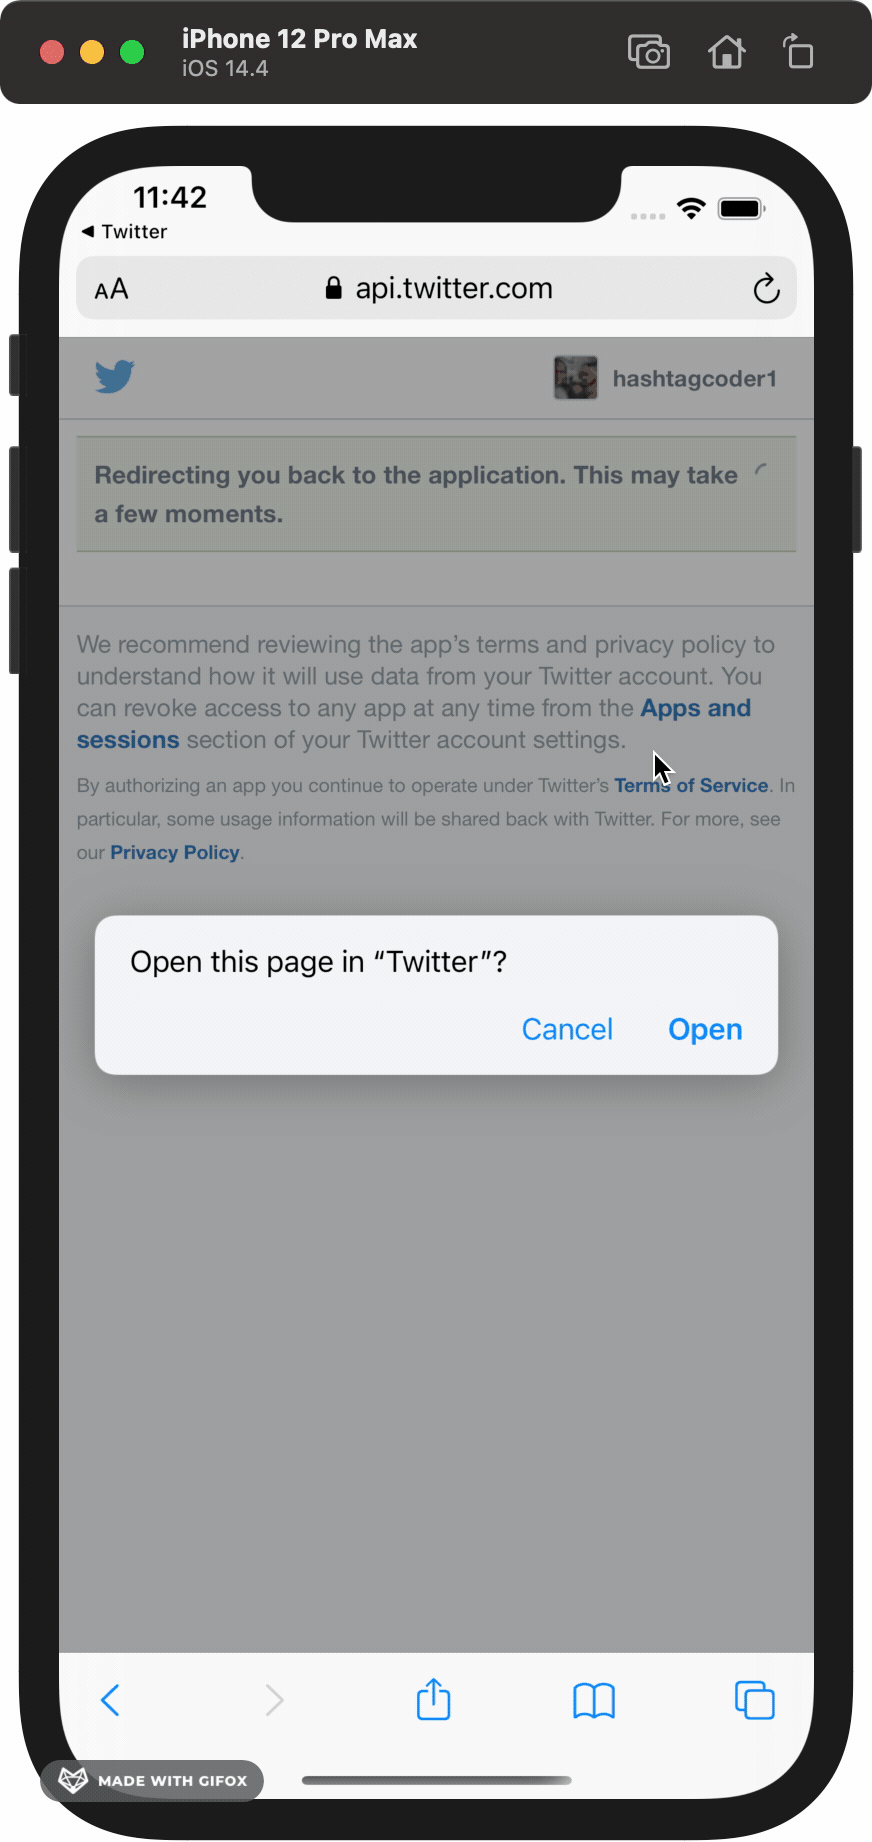 iPhone 12 Pro Max
iOS 14.4
11:42
◀ Twitter
AA
api.twitter.com
hashtagcoder1
Redirecting you back to the application. This may take
a few moments.
We recommend reviewing the app’s terms and privacy policy to
understand how it will use data from your Twitter account. You
can revoke access to any app at any time from the Apps and
sessions section of your Twitter account settings.
By authorizing an app you continue to operate under Twitter’s Terms of Service. In
particular, some usage information will be shared back with Twitter. For more, see
our Privacy Policy.
Open this page in “Twitter”?
Cancel
Open
MADE WITH GIFOX